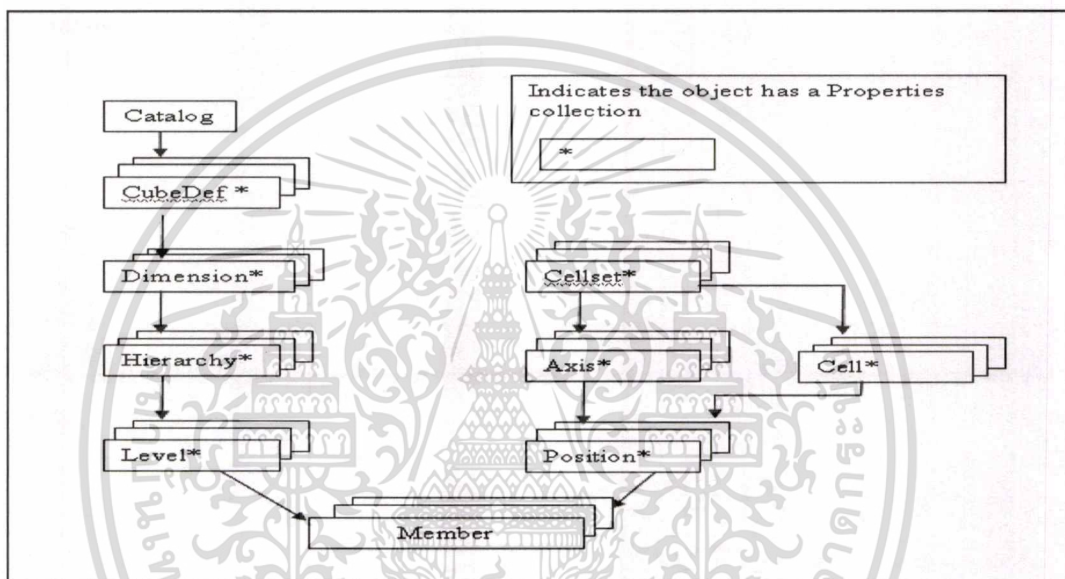 Indicates the object has a Properties
collection
*
Catalog
CubeDef *
Dimension*
Hierarchy*
Level*
Cellset*
Axis*
Cell*
Position*
Member